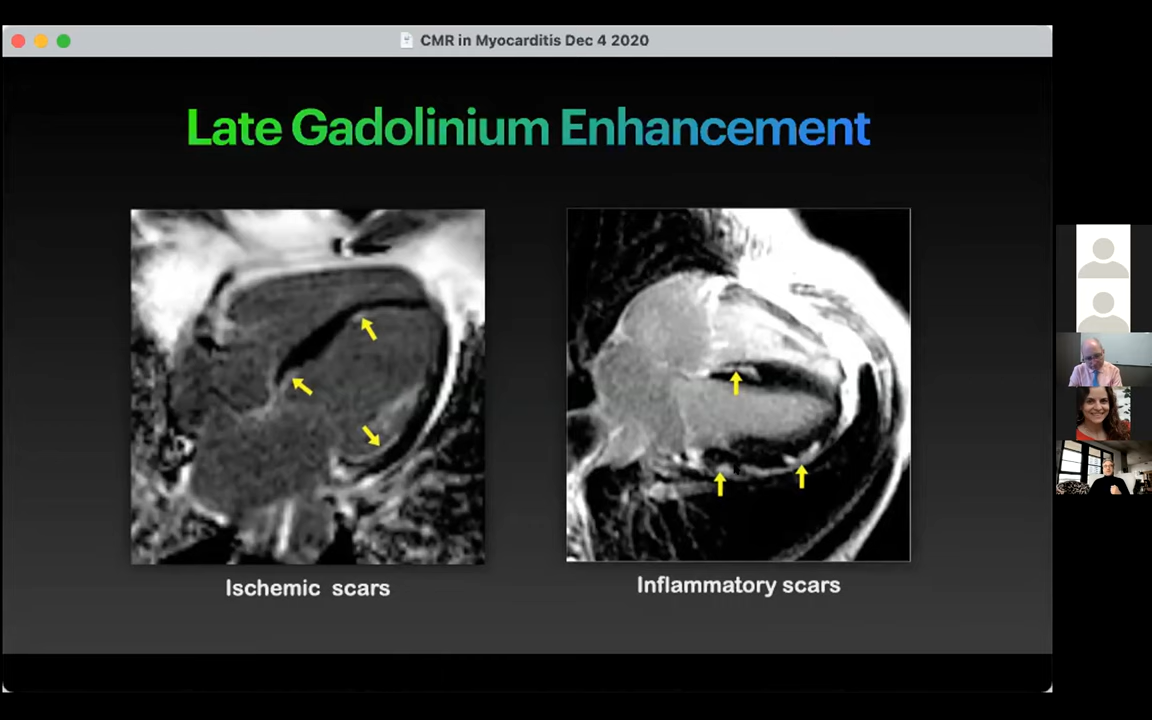 CMR in Myocarditis Dec 4 2020
Late Gadolinium Enhancement
Ischemic scars
Inflammatory scars